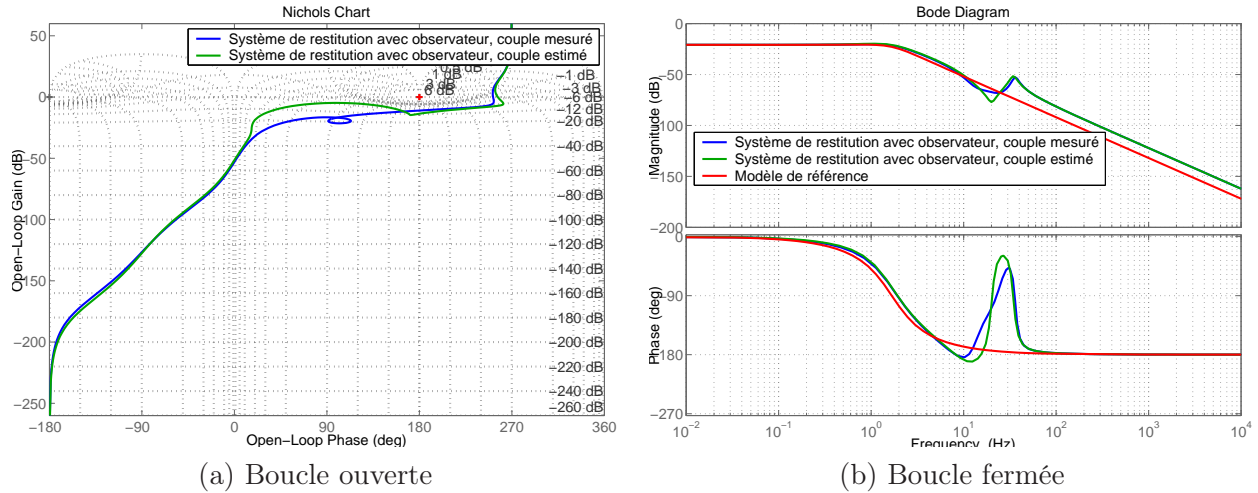 Nichols Chart
Système de restitution avec observateur, couple mesuré
Système de restitution avec observateur, couple estimé
1 dB
3 dB
6 dB
−1 dB
−3 dB
−6 dB
−12 dB
−20 dB
−40 dB
−60 dB
−80 dB
−100 dB
−120 dB
−140 dB
−160 dB
−180 dB
−200 dB
−220 dB
−240 dB
−260 dB
50
0
−50
−100
−150
−200
−250
Open−Loop Gain (dB)
−180
−90
0
90
180
270
360
Open−Loop Phase (deg)
(a) Boucle ouverte
Bode Diagram
0
−50
−100
−150
−200
Magnitude (dB)
Système de restitution avec observateur, couple mesuré
Système de restitution avec observateur, couple estimé
Modèle de référence
0
−90
−180
−270
Phase (deg)
10−2
10−1
100
101
102
103
104
Frequency (Hz)
(b) Boucle fermée